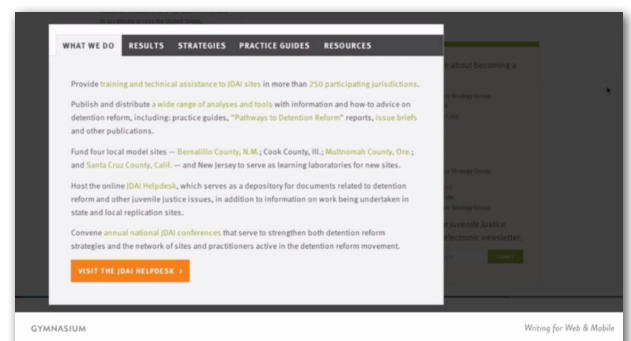 WHAT WE DO RESULTS STRATEGIES PRACTICE GUIDES RESOURCES
Provide training and technical assistance to JDAI sites in more than 250 participating jurisdictions.
Publish and distribute a wide range of analyses and tools with information and how-to advice on
detention reform, including: practice guides, "Pathways to Detention Reform" reports, issue briefs
and other publications.
Fund four local model sites — Bernalillo County, N.M.; Cook County, Ill.; Multnomah County, Ore.;
and Santa Cruz County, Calif. — and New Jersey to serve as learning laboratories for new sites.
Host the online JDAI Helpdesk, which serves as a depository for documents related to detention
reform and other juvenile justice issues, in addition to information on work being undertaken in
state and local replication sites.
Convene annual national JDAI conferences that serve to strengthen both detention reform
strategies and the network of sites and practitioners active in the detention reform movement.
VISIT THE JDAI HELPDESK ›
about becoming a
Strategy Group
Strategy Group
Strategy Group
Juvenile Justice
electronic newsletter.
GYMNASIUM
Writing for Web & Mobile